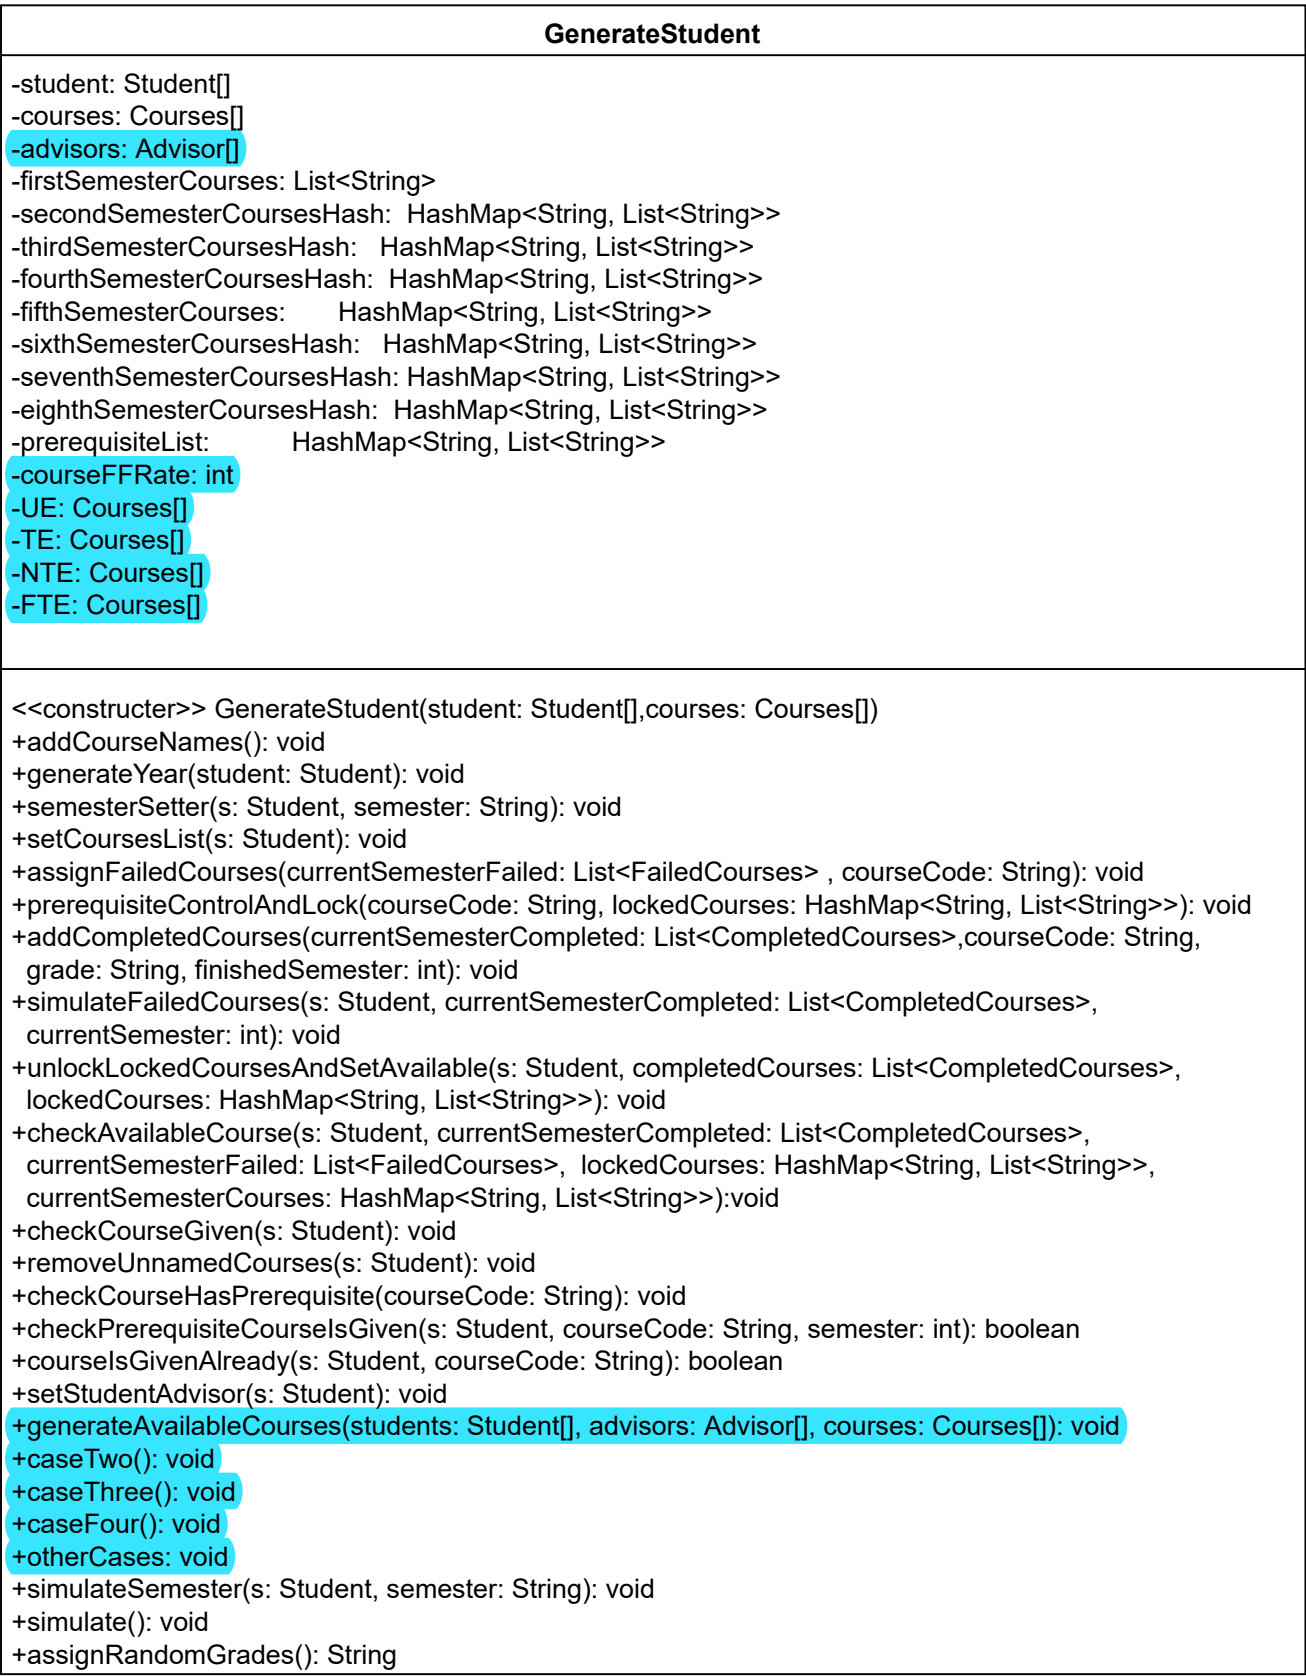 GenerateStudent
-student: Student[]
-courses: Courses[]
-advisors: Advisor[]
-firstSemesterCourses: List<String>
-secondSemesterCoursesHash: HashMap<String, List<String>>
-thirdSemesterCoursesHash: HashMap<String, List<String>>
-fourthSemesterCoursesHash: HashMap<String, List<String>>
-fifthSemesterCourses: HashMap<String, List<String>>
-sixthSemesterCoursesHash: HashMap<String, List<String>>
-seventhSemesterCoursesHash: HashMap<String, List<String>>
-eighthSemesterCoursesHash: HashMap<String, List<String>>
-prerequisiteList: HashMap<String, List<String>>
-courseFFRate: int
-UE: Courses[]
-TE: Courses[]
-NTE: Courses[]
-FTE: Courses[]
<<constructer>> GenerateStudent(student: Student[],courses: Courses[])
+addCourseNames(): void
+generateYear(student: Student): void
+semesterSetter(s: Student, semester: String): void
+setCoursesList(s: Student): void
+assignFailedCourses(currentSemesterFailed: List<FailedCourses> , courseCode: String): void
+prerequisiteControlAndLock(courseCode: String, lockedCourses: HashMap<String, List<String>>): void
+addCompletedCourses(currentSemesterCompleted: List<CompletedCourses>,courseCode: String,
grade: String, finishedSemester: int): void
+simulateFailedCourses(s: Student, currentSemesterCompleted: List<CompletedCourses>,
currentSemester: int): void
+unlockLockedCoursesAndSetAvailable(s: Student, completedCourses: List<CompletedCourses>,
lockedCourses: HashMap<String, List<String>>): void
+checkAvailableCourse(s: Student, currentSemesterCompleted: List<CompletedCourses>,
currentSemesterFailed: List<FailedCourses>, lockedCourses: HashMap<String, List<String>>,
currentSemesterCourses: HashMap<String, List<String>>):void
+checkCourseGiven(s: Student): void
+removeUnnamedCourses(s: Student): void
+checkCourseHasPrerequisite(courseCode: String): void
+checkPrerequisiteCourseIsGiven(s: Student, courseCode: String, semester: int): boolean
+courseIsGivenAlready(s: Student, courseCode: String): boolean
+setStudentAdvisor(s: Student): void
+generateAvailableCourses(students: Student[], advisors: Advisor[], courses: Courses[]): void
+caseTwo(): void
+caseThree(): void
+caseFour(): void
+otherCases: void
+simulateSemester(s: Student, semester: String): void
+simulate(): void
+assignRandomGrades(): String